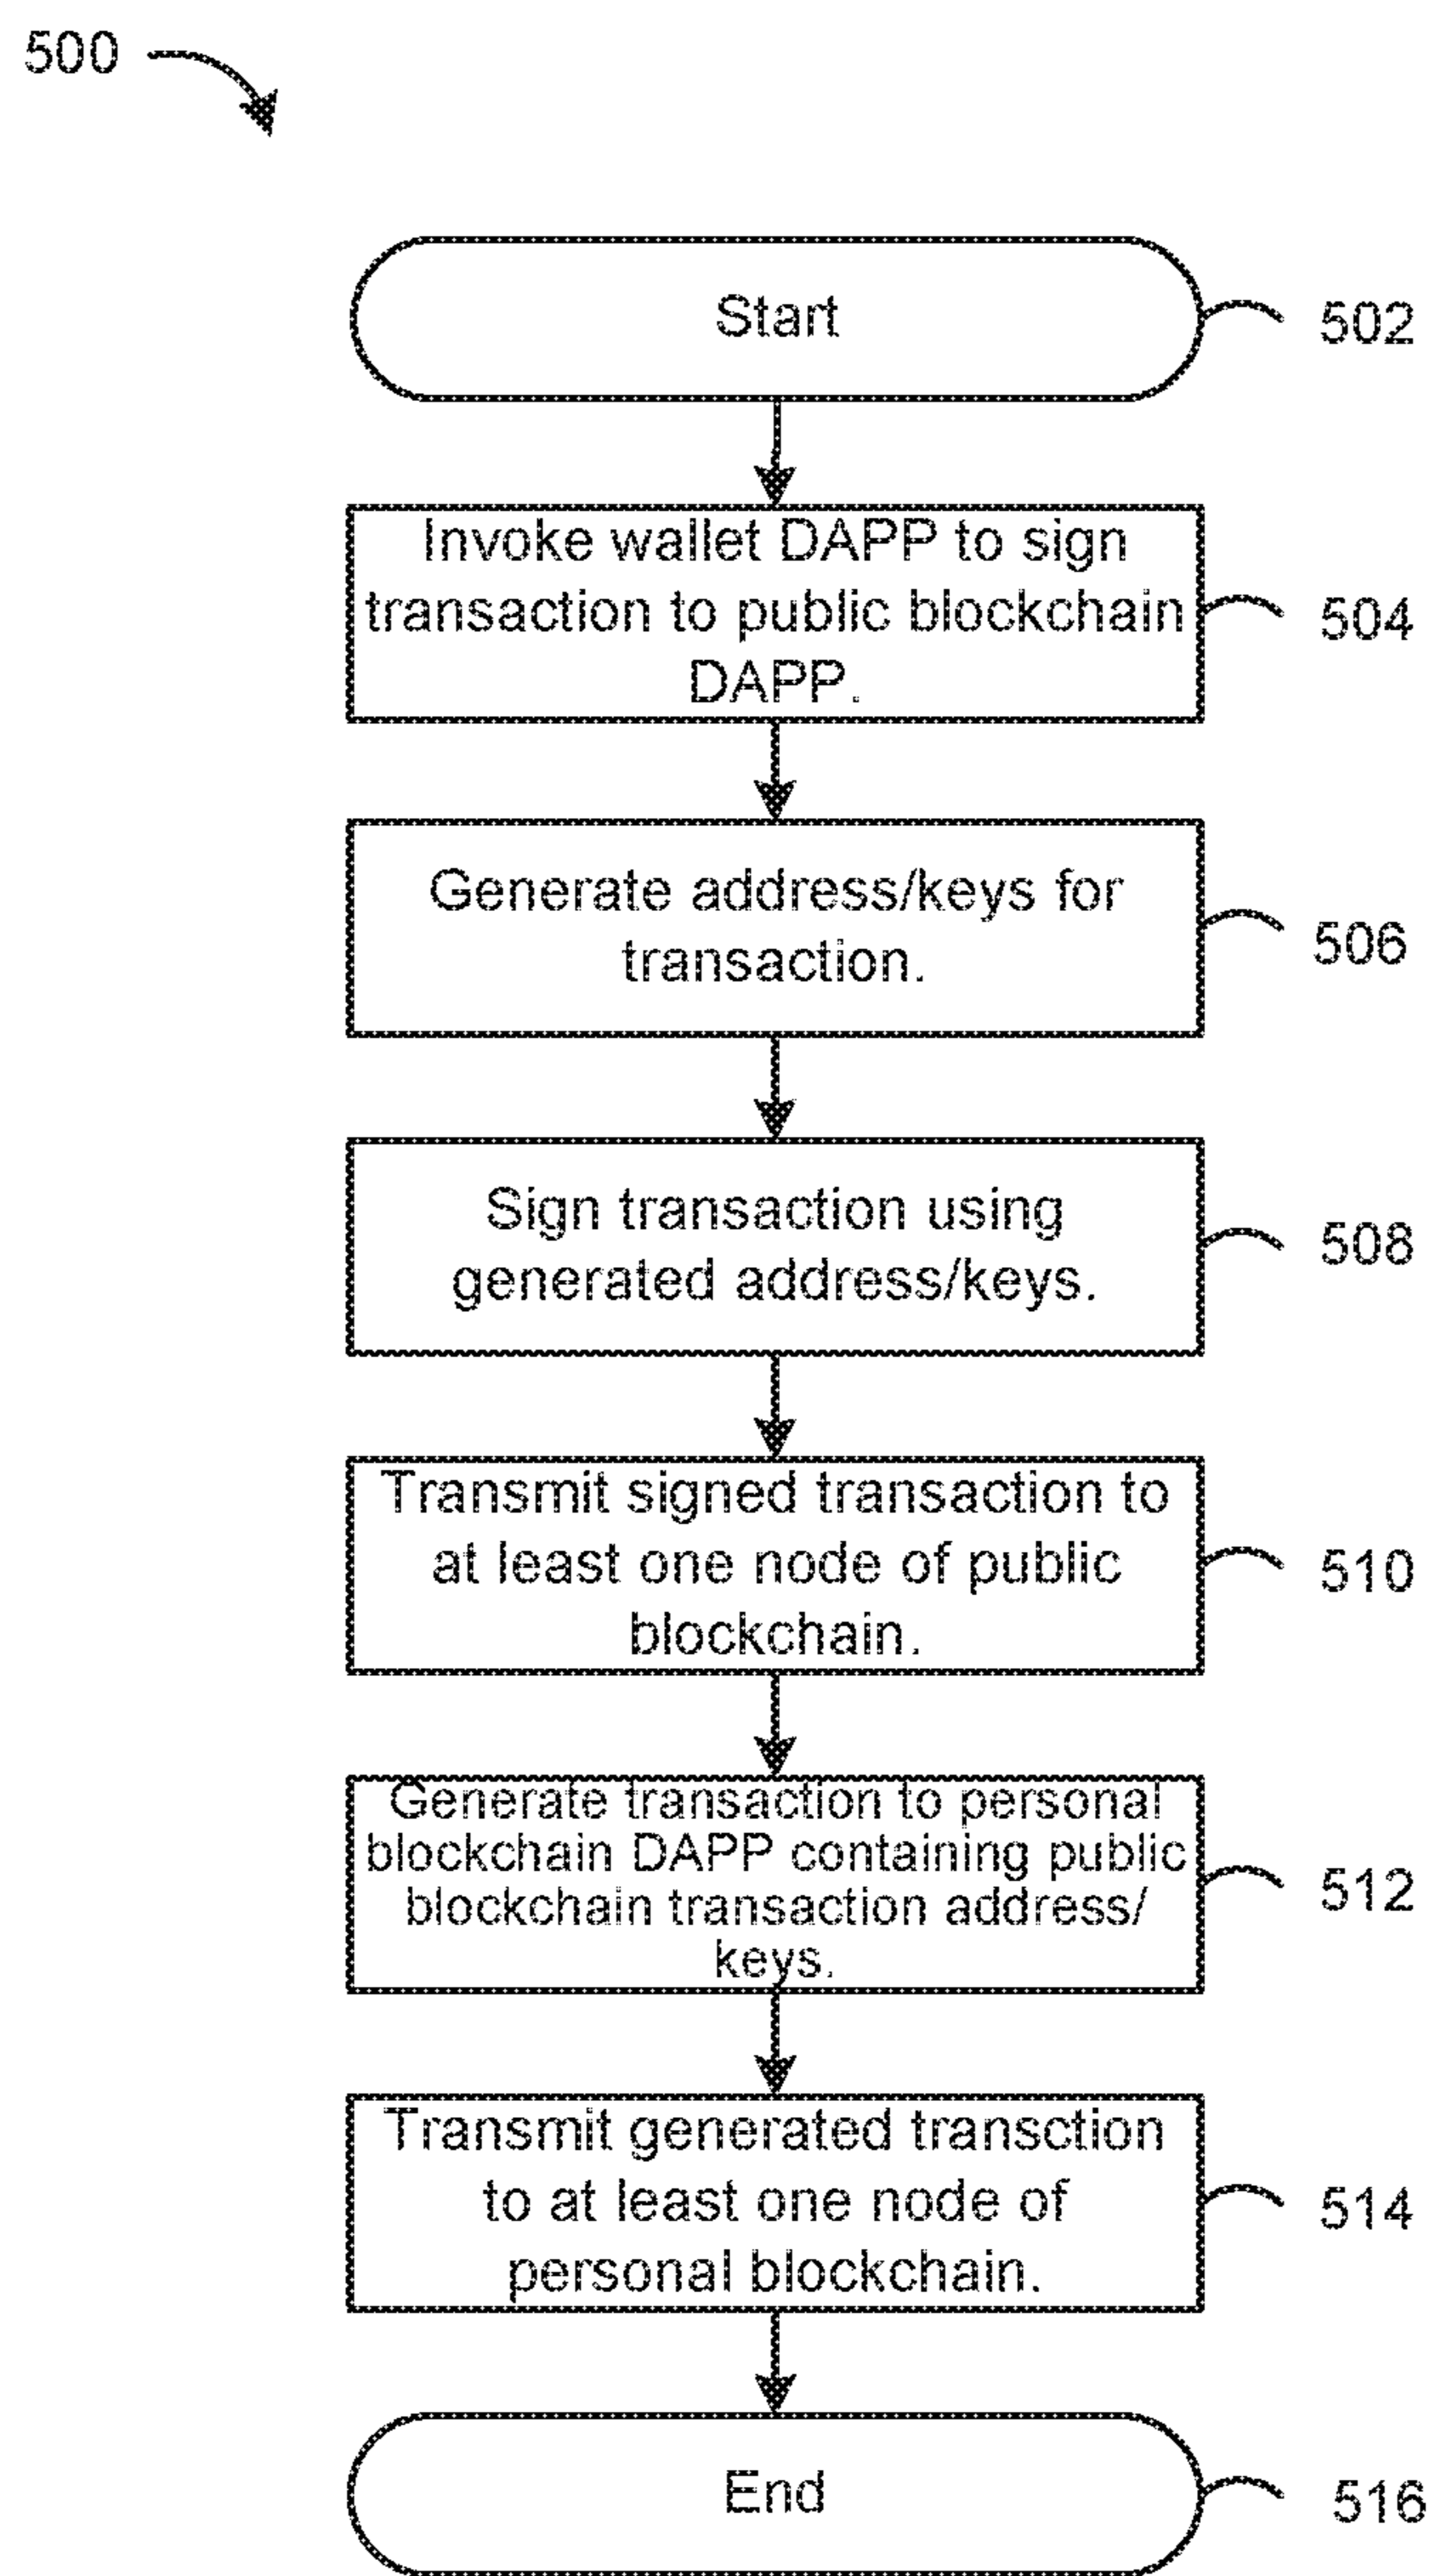 500
Start
502
Invoke wallet DAPP to sign
transaction to public blockchain
DAPP.
504
Generate address/keys for
transaction.
506
Sign transaction using
generated address/keys.
508
Transmit signed transaction to
at least one node of public
blockchain.
510
Generate transaction to personal
blockchain DAPP containing public
blockchain transaction address/
keys.
512
Transmit generated transction
to at least one node of
personal blockchain.
514
End
516